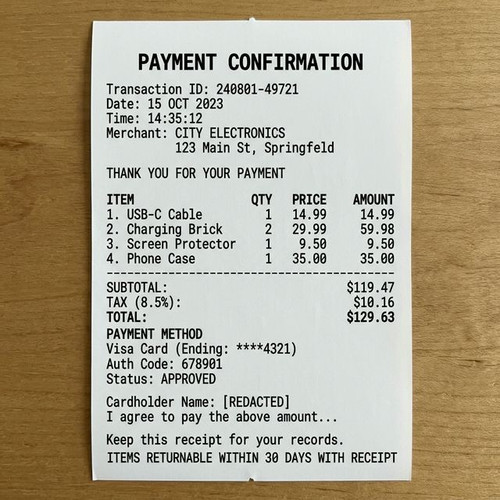 PAYMENT CONFIRMATION
Transaction ID: 240801-49721
Date: 15 OCT 2023
Time: 14:35:12
Merchant: CITY ELECTRONICS
123 Main St, Springfeld
THANK YOU FOR YOUR PAYMENT
ITEM QTY PRICE AMOUNT
1. USB-C Cable 1 14.99 14.99
2. Charging Brick 2 29.99 59.98
3. Screen Protector 1 9.50 9.50
4. Phone Case 1 35.00 35.00
SUBTOTAL: $119.47
TAX (8.5%): $10.16
TOTAL: $129.63
PAYMENT METHOD
Visa Card (Ending: ****4321)
Auth Code: 678901
Status: APPROVED
Cardholder Name: [REDACTED]
I agree to pay the above amount...
Keep this receipt for your records.
ITEMS RETURNABLE WITHIN 30 DAYS WITH RECEIPT